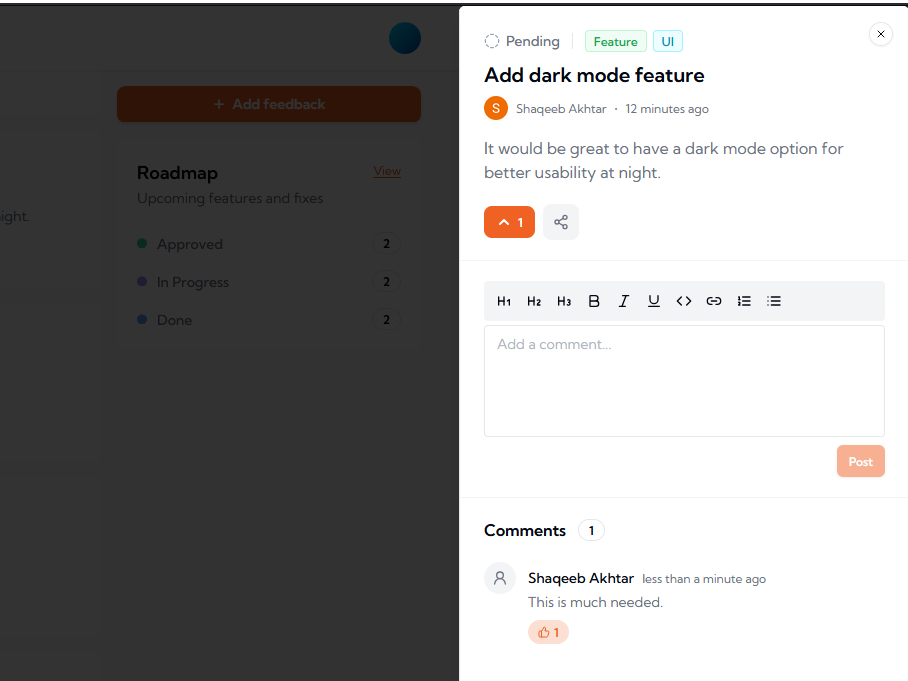 + Add feedback
Roadmap
View
Upcoming features and fixes
ight.
Approved 2
In Progress 2
Done 2
Pending
Feature
UI
Add dark mode feature
S
Shaqeeb Akhtar · 12 minutes ago
It would be great to have a dark mode option for
better usability at night.
1
H1 H2 H3 B I U
Add a comment...
Post
Comments 1
Shaqeeb Akhtar less than a minute ago
This is much needed.
1